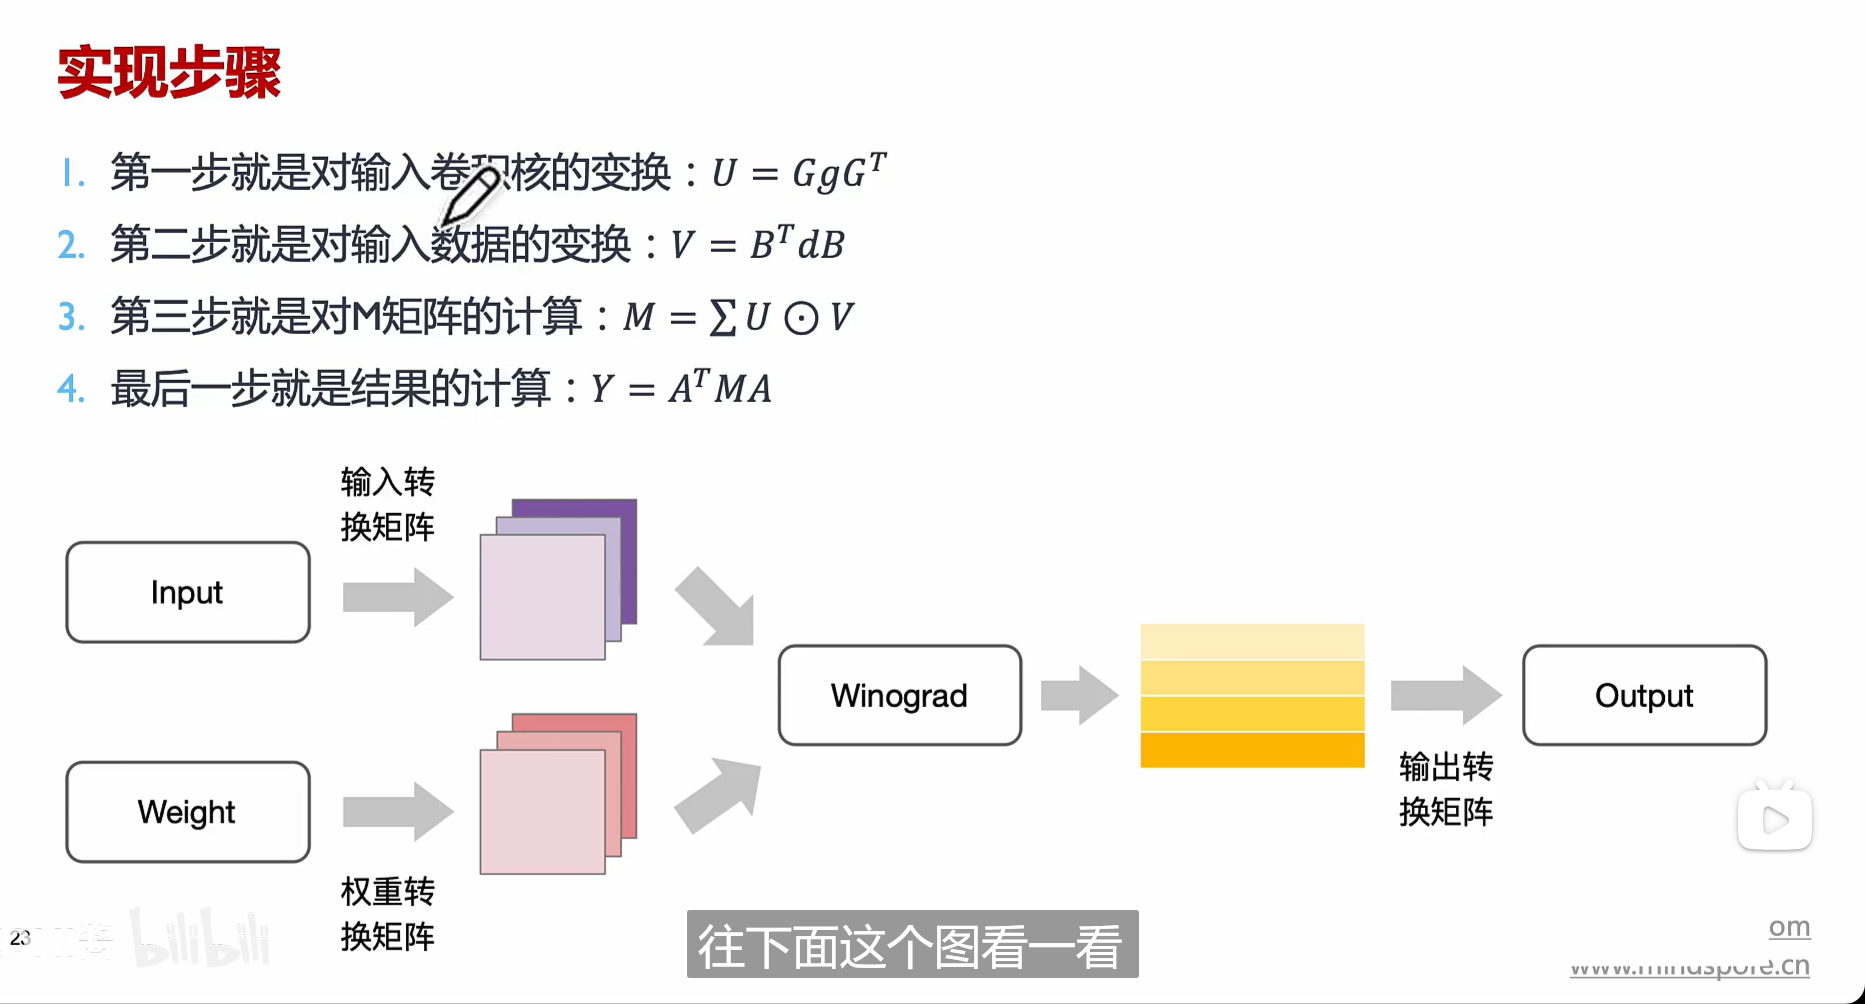 实现步骤
1. 第一步就是对输入卷积核的变换：U = GgG^T
2. 第二步就是对输入数据的变换：V = B^T dB
3. 第三步就是对M矩阵的计算：M = ∑ U ⊙ V
4. 最后一步就是结果的计算：Y = A^T MA
输入转
换矩阵
Input
Winograd
Output
输出转
换矩阵
Weight
权重转
换矩阵
往下面这个图看一看
23
bilibili
om
www.mindspore.cn